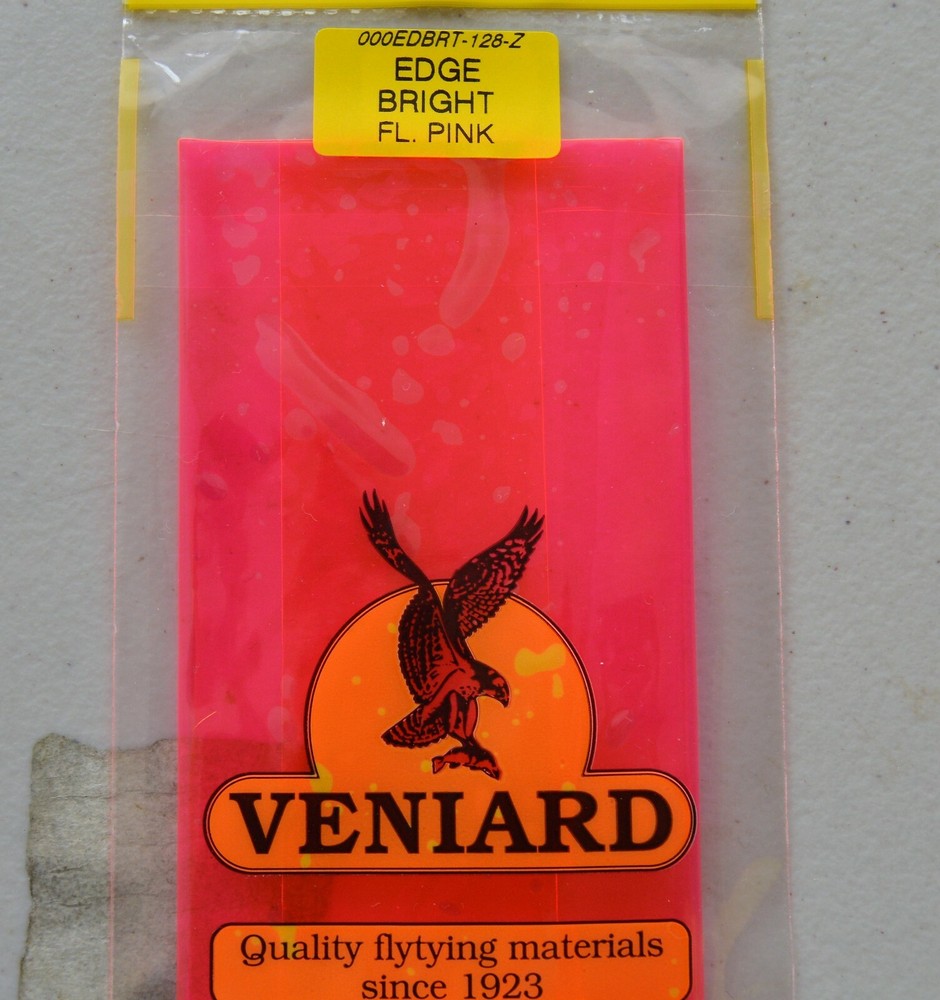 000EDBRT-128-Z
EDGE
BRIGHT
FL. PINK
VENIARD
Quality flytying materials
since 1923